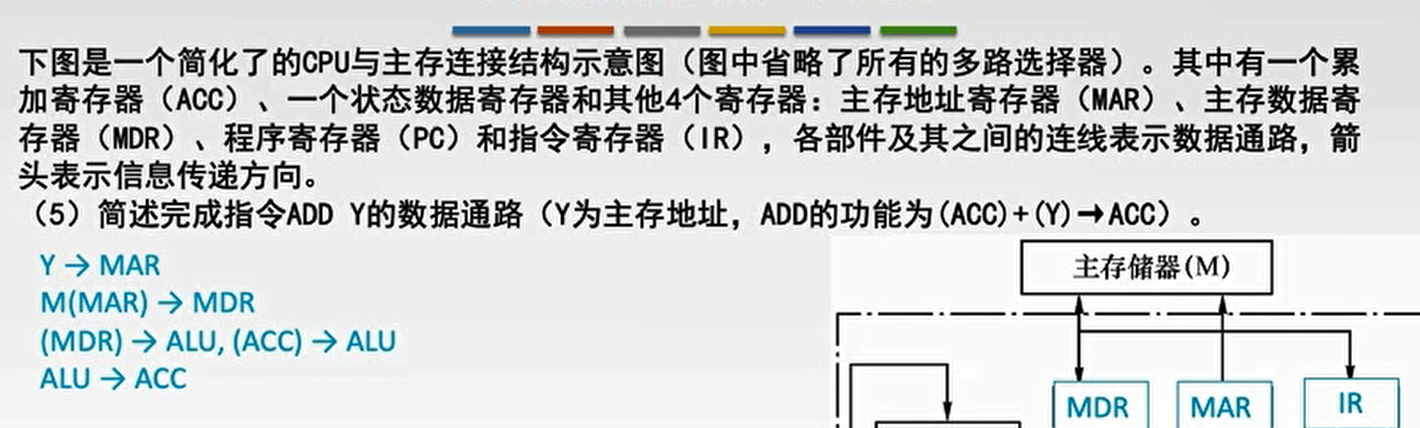 下图是一个简化了的CPU与主存连接结构示意图（图中省略了所有的多路选择器）。其中有一个累
加寄存器（ACC）、一个状态数据寄存器和其他4个寄存器：主存地址寄存器（MAR）、主存数据寄
存器（MDR）、程序寄存器（PC）和指令寄存器（IR），各部件及其之间的连线表示数据通路，箭
头表示信息传递方向。
（5）简述完成指令ADD Y的数据通路（Y为主存地址，ADD的功能为(ACC)+(Y)→ACC）。
Y → MAR
M(MAR) → MDR
(MDR) → ALU, (ACC) → ALU
ALU → ACC
主存储器(M)
MDR
MAR
IR